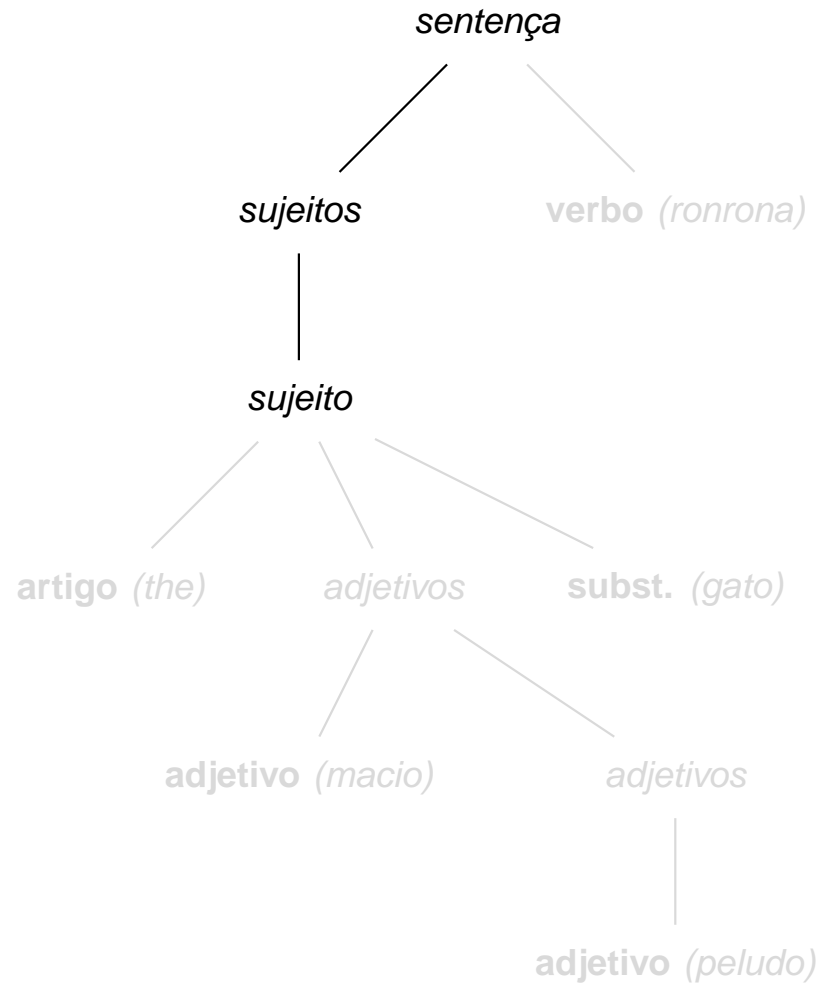 sentença
sujeitos verbo (ronrona)
sujeito
artigo (the) adjetivos subst. (gato)
adjetivo (macio) adjetivos
adjetivo (peludo)